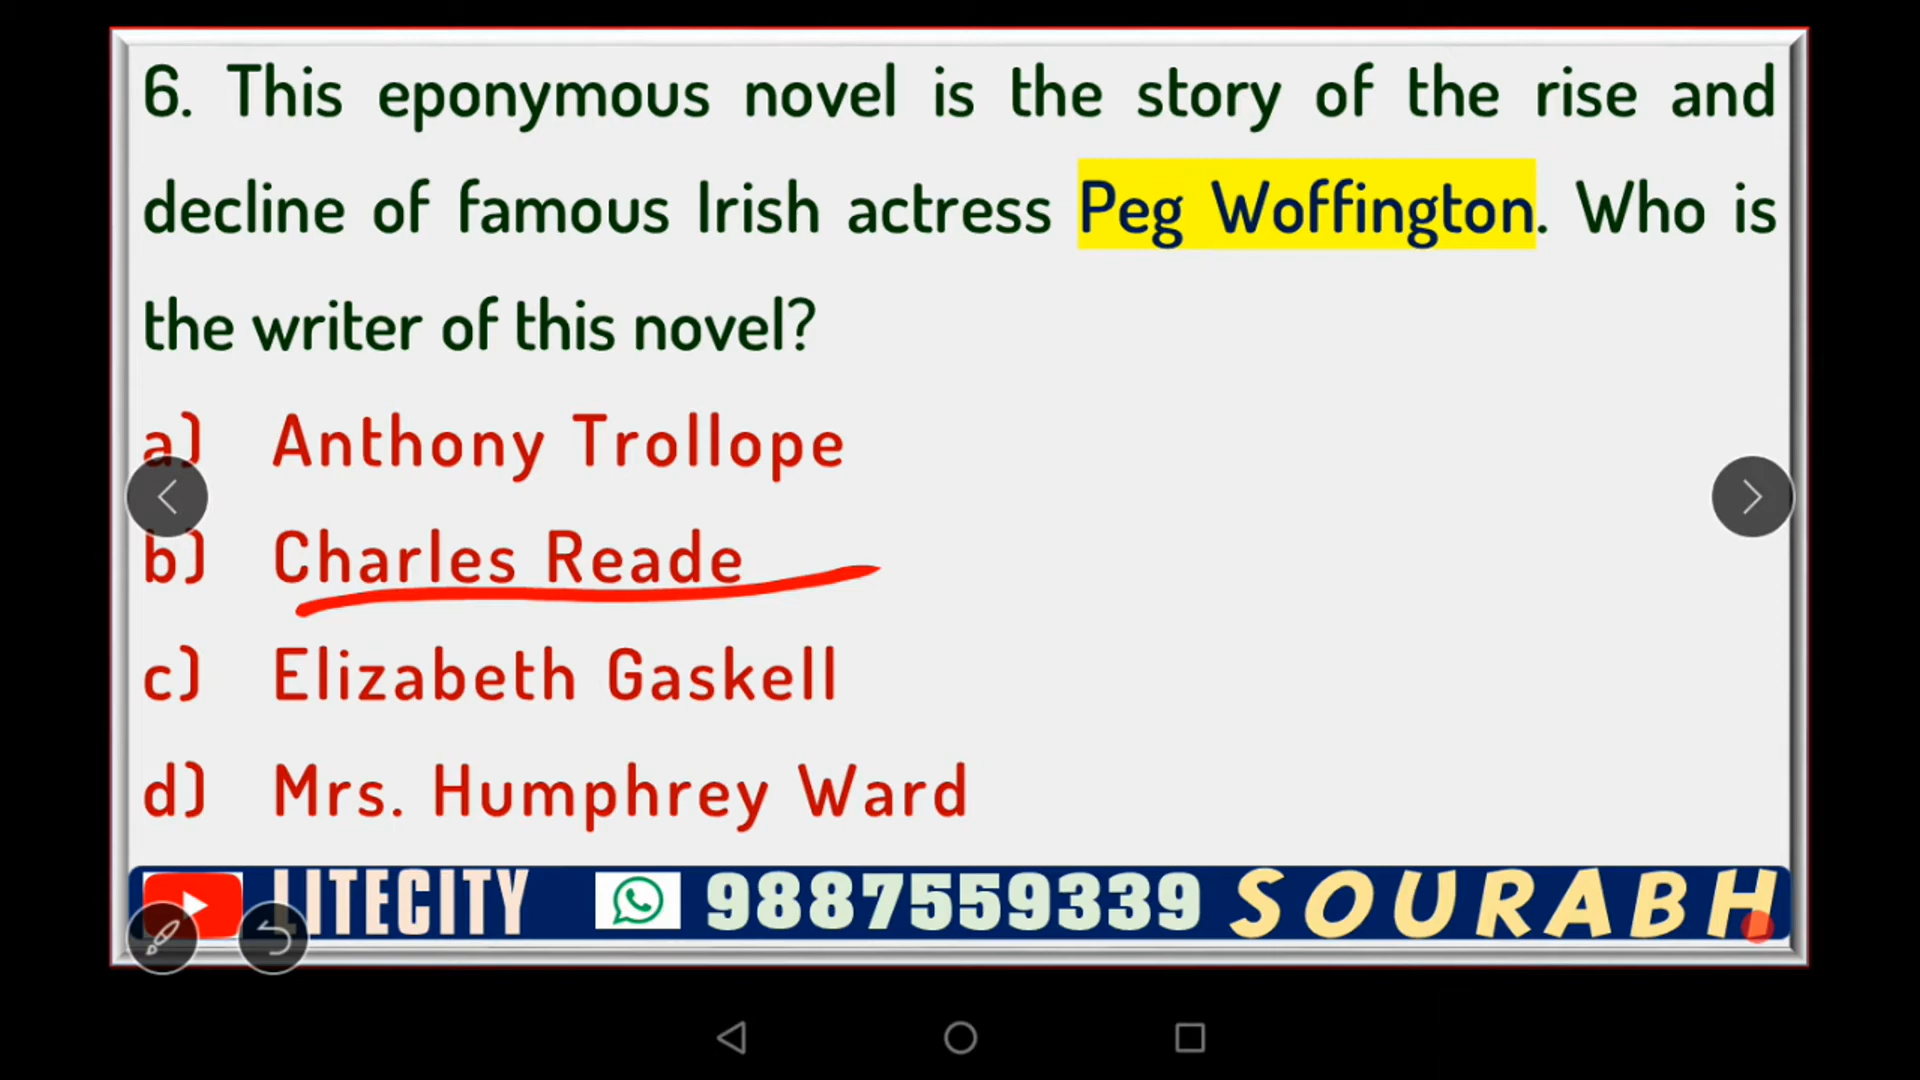 6. This eponymous novel is the story of the rise and
decline of famous Irish actress Peg Woffington. Who is
the writer of this novel?
a) Anthony Trollope
b) Charles Reade
c) Elizabeth Gaskell
d) Mrs. Humphrey Ward
LITECITY 9887559339 SOURABH